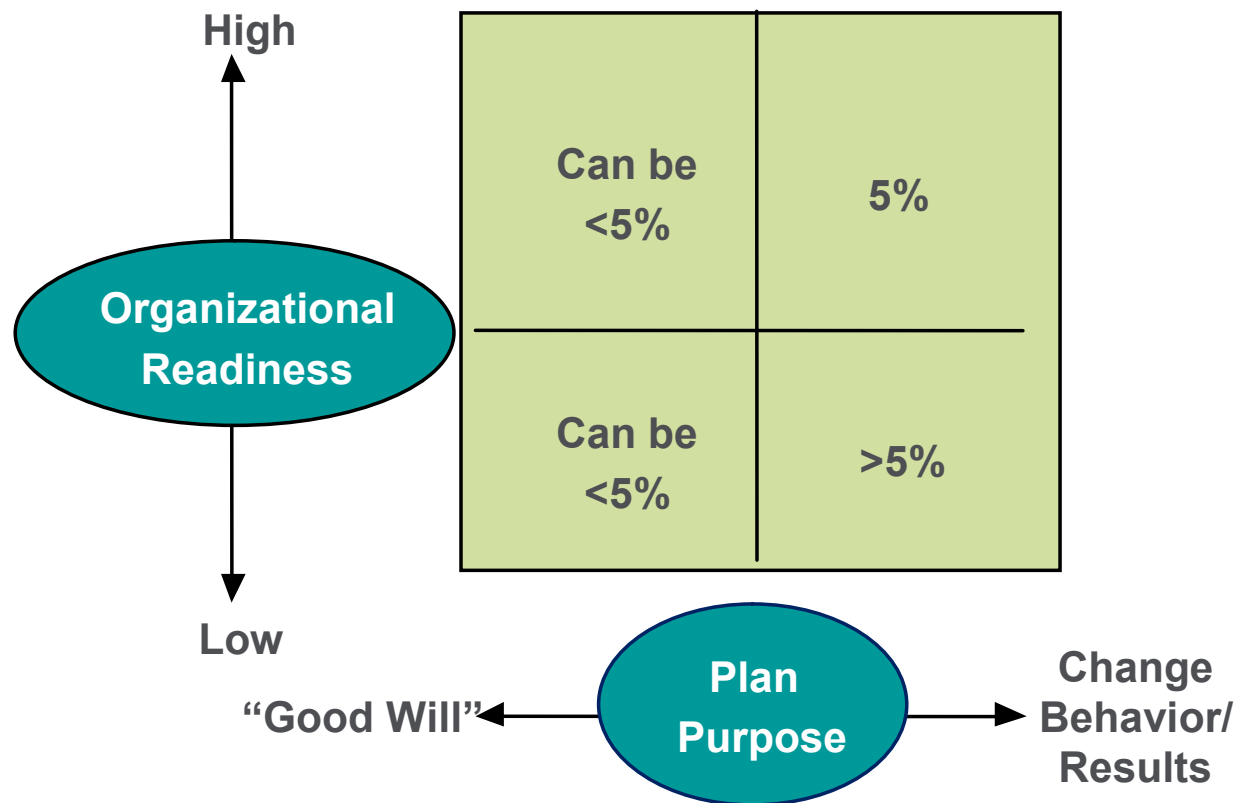 High
Can be
<5%
5%
Organizational
Readiness
Can be
<5%
>5%
Low
“Good Will”
Plan
Purpose
Change
Behavior/
Results